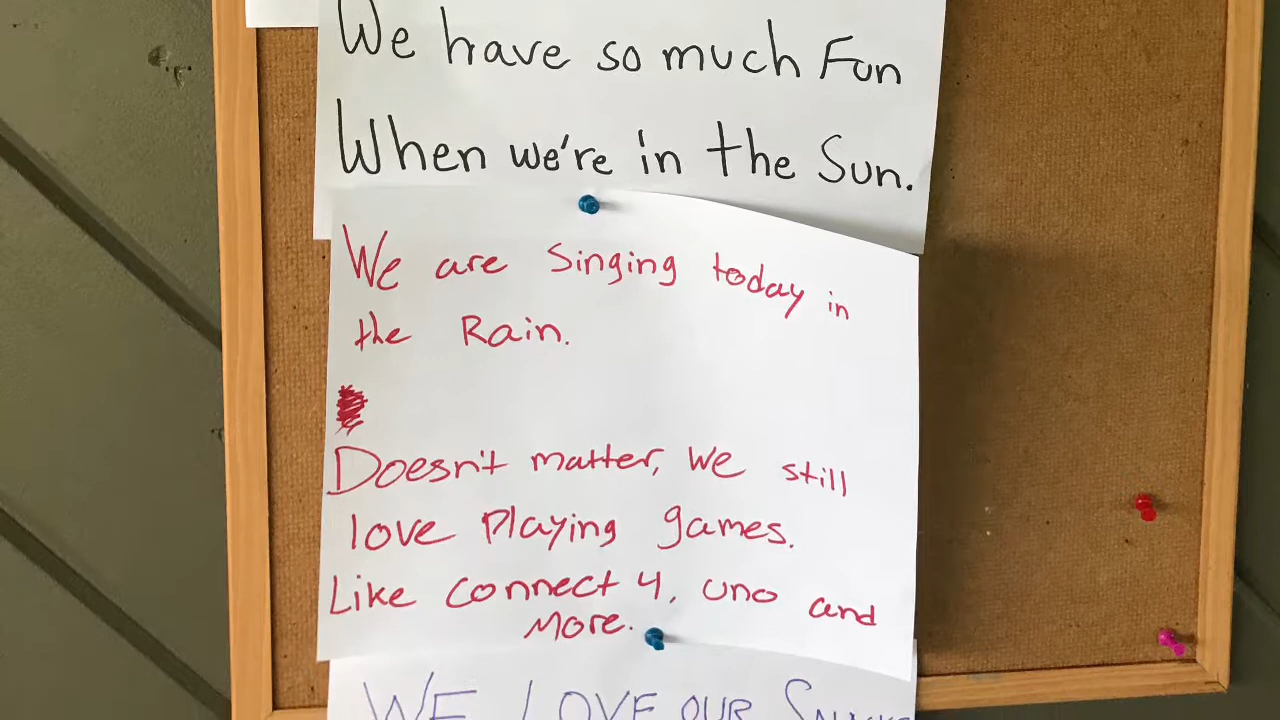 We have so much Fun
When we're in the Sun.
We are Singing today in
the Rain.
Doesn't matter, we still
love Playing games.
Like Connect 4, uno and
More.
WE LOVE OUR